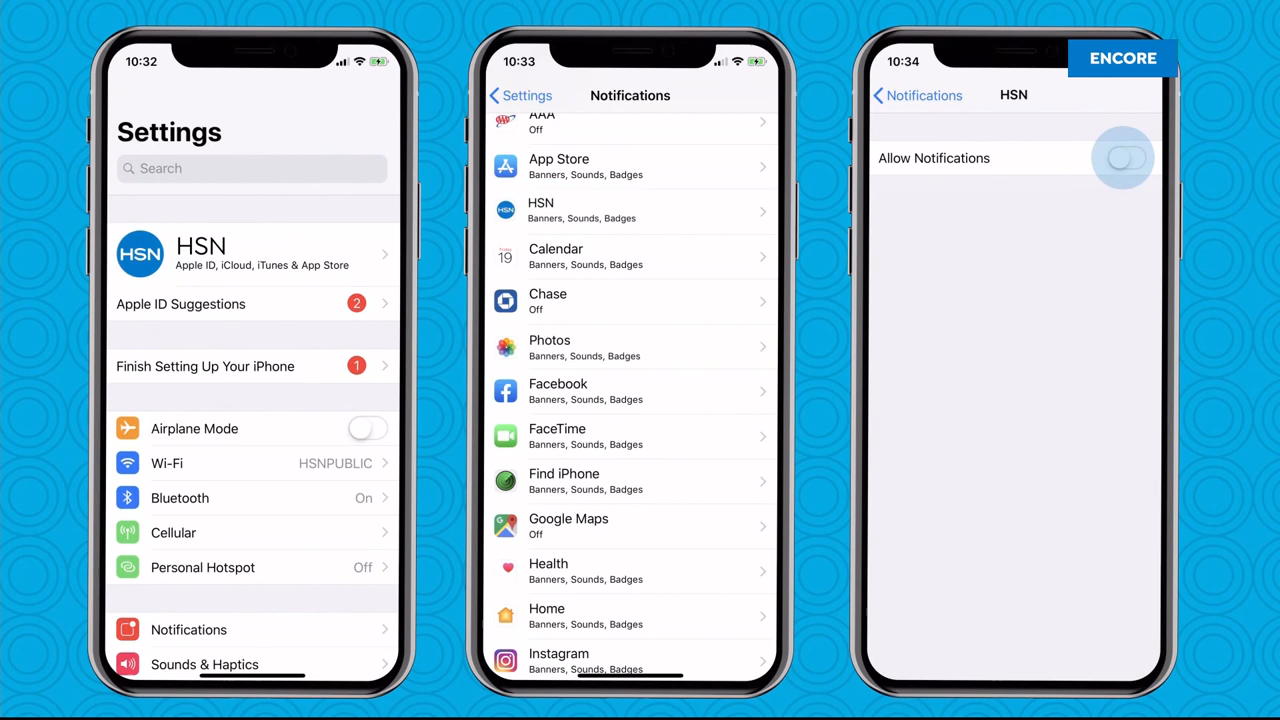 10:32
Settings
Search
HSN
HSN
Apple ID, iCloud, iTunes & App Store
Apple ID Suggestions
2
Finish Setting Up Your iPhone
1
Airplane Mode
Wi-Fi
HSNPUBLIC
Bluetooth
On
Cellular
Personal Hotspot
Off
Notifications
Sounds & Haptics
10:33
Settings
Notifications
AAA
Off
App Store
Banners, Sounds, Badges
HSN
HSN
Banners, Sounds, Badges
19
Calendar
Banners, Sounds, Badges
Chase
Off
Photos
Banners, Sounds, Badges
Facebook
Banners, Sounds, Badges
FaceTime
Banners, Sounds, Badges
Find iPhone
Banners, Sounds, Badges
Google Maps
Off
Health
Banners, Sounds, Badges
Home
Banners, Sounds, Badges
Instagram
Banners, Sounds, Badges
10:34
ENCORE
Notifications
HSN
Allow Notifications